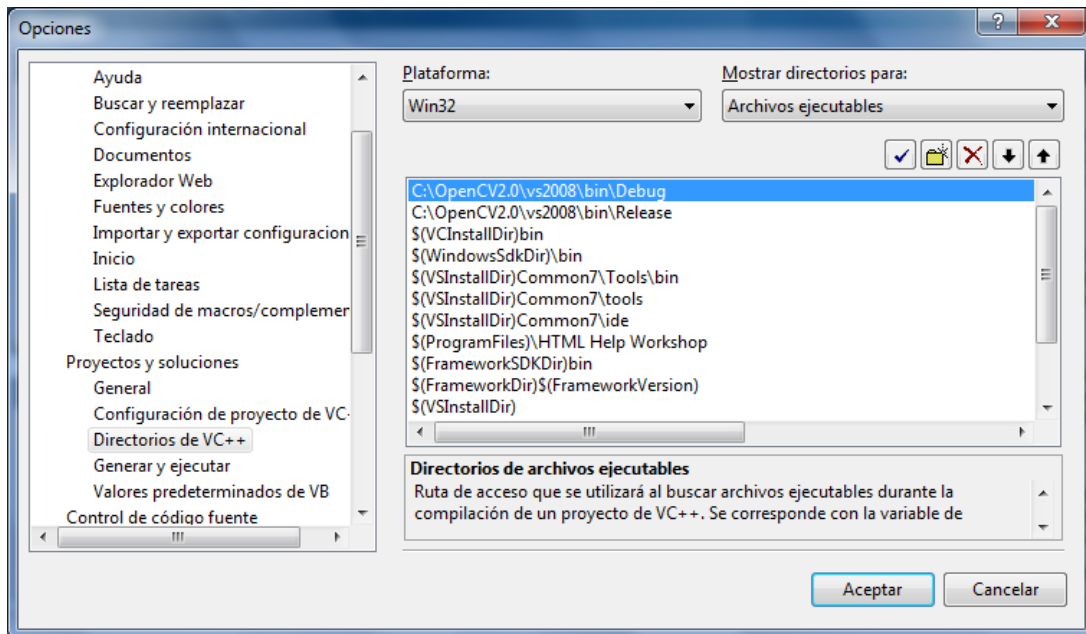 Opciones
Ayuda
Buscar y reemplazar
Configuración internacional
Documentos
Explorador Web
Fuentes y colores
Importar y exportar configuracion
Inicio
Lista de tareas
Seguridad de macros/complemer
Teclado
Proyectos y soluciones
General
Configuración de proyecto de VC-
Directorios de VC++
Generar y ejecutar
Valores predeterminados de VB
Control de código fuente
Plataforma:
Win32
Mostrar directorios para:
Archivos ejecutables
C:\OpenCV2.0\vs2008\bin\Debug
C:\OpenCV2.0\vs2008\bin\Release
$(VCInstallDir)bin
$(WindowsSdkDir)\bin
$(VSInstallDir)Common7\Tools\bin
$(VSInstallDir)Common7\tools
$(VSInstallDir)Common7\ide
$(ProgramFiles)\HTML Help Workshop
$(FrameworkSDKDir)bin
$(FrameworkDir)$(FrameworkVersion)
$(VSInstallDir)
Directorios de archivos ejecutables
Ruta de acceso que se utilizará al buscar archivos ejecutables durante la
compilación de un proyecto de VC++. Se corresponde con la variable de
Aceptar
Cancelar